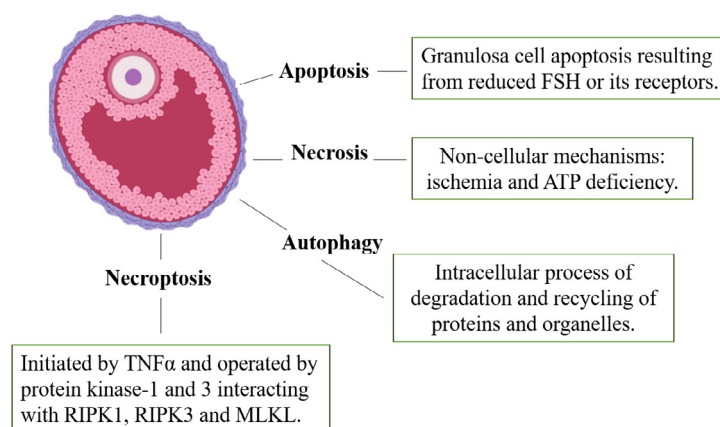 Apoptosis
Granulosa cell apoptosis resulting
from reduced FSH or its receptors.
Necrosis
Non-cellular mechanisms:
ischemia and ATP deficiency.
Autophagy
Intracellular process of
degradation and recycling of
proteins and organelles.
Necroptosis
Initiated by TNFα and operated by
protein kinase-1 and 3 interacting
with RIPK1, RIPK3 and MLKL.